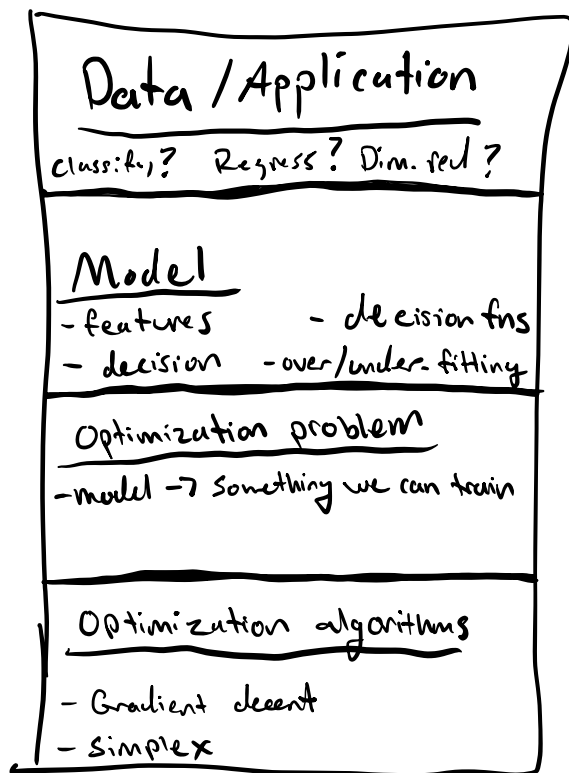 Data / Application
Classify? Regress? Dim. red?
Model
- features - decision fns
- decision - over/under-fitting
Optimization problem
- model -> something we can train
Optimization algorithms
- Gradient decent
- simplex